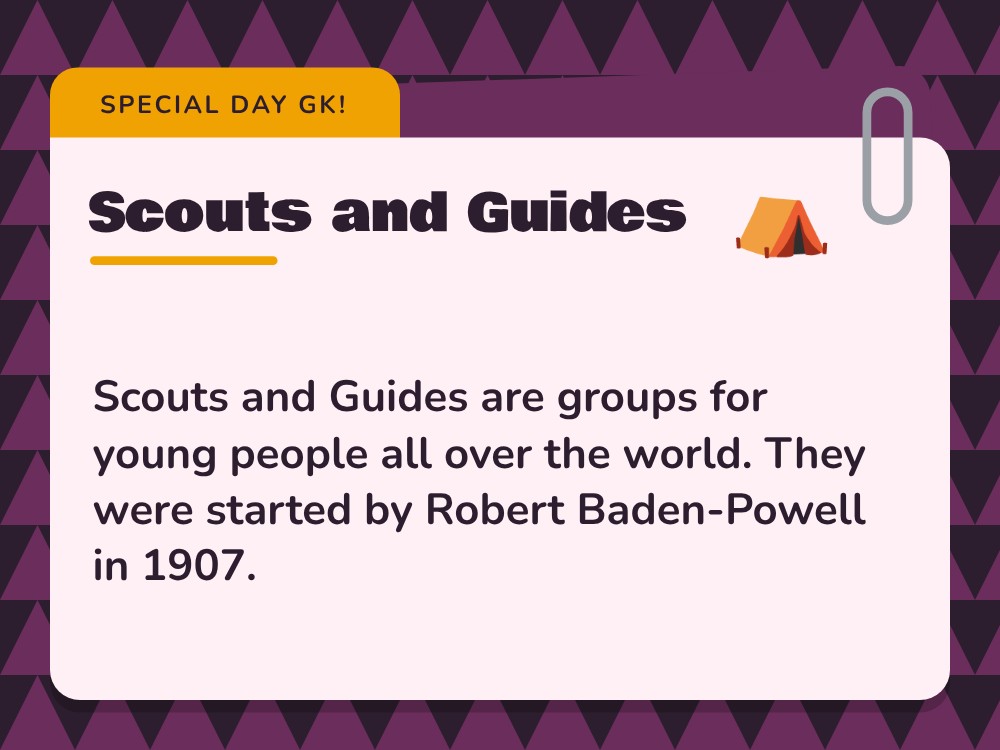 SPECIAL DAY GK!
Scouts and Guides
Scouts and Guides are groups for
young people all over the world. They
were started by Robert Baden-Powell
in 1907.